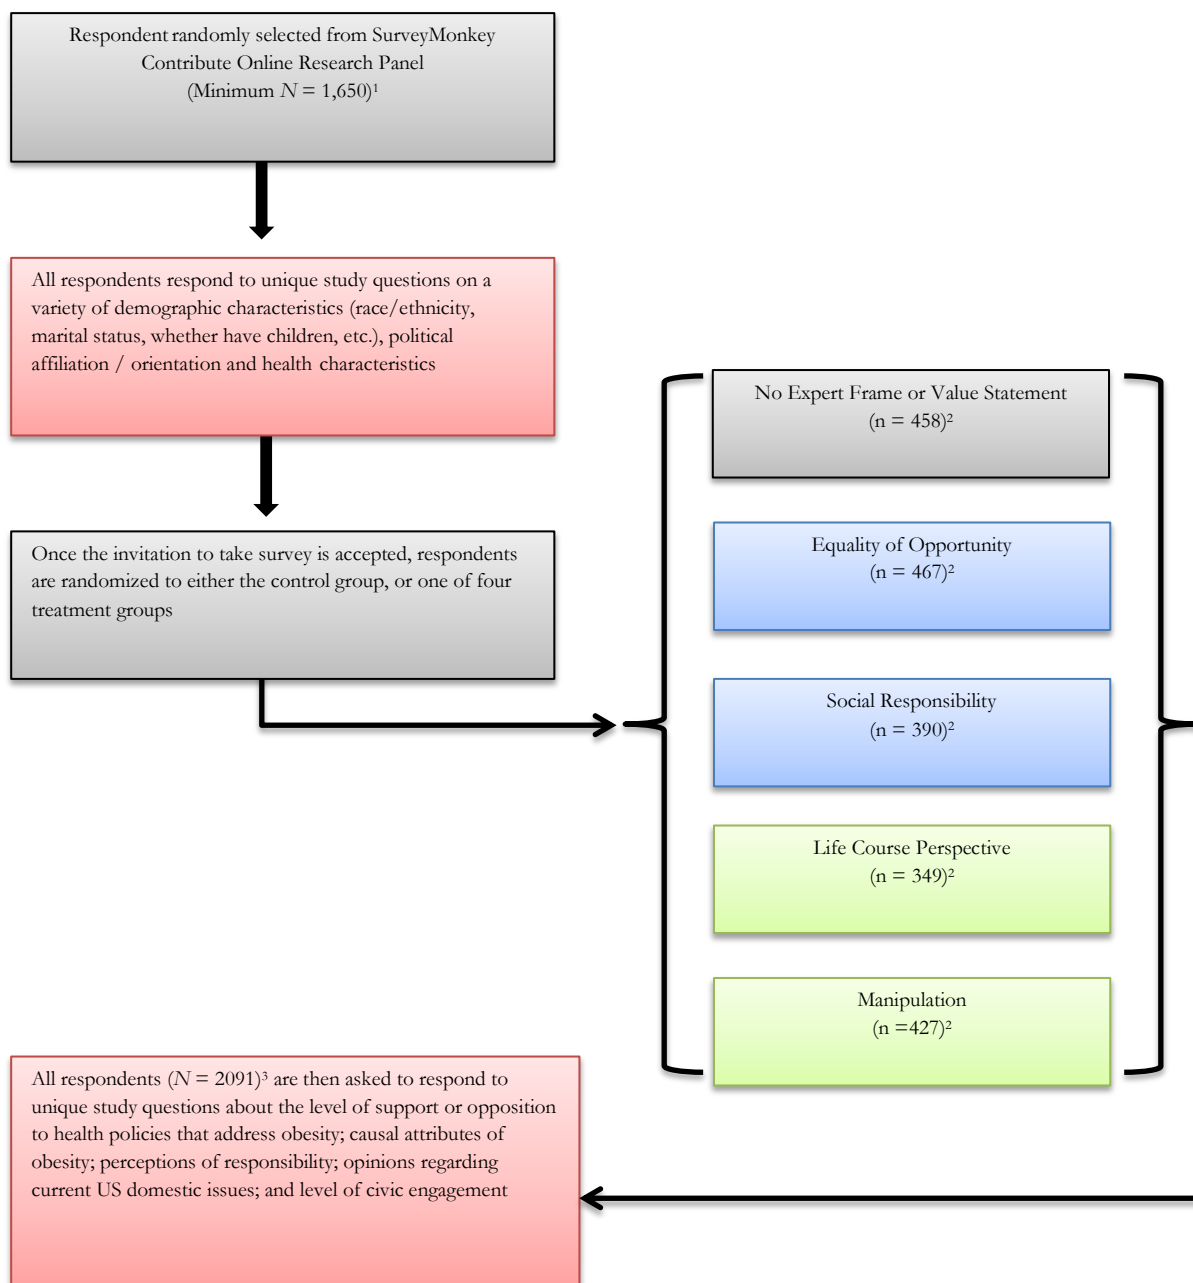 Respondent randomly selected from SurveyMonkey
Contribute Online Research Panel
(Minimum N = 1,650)¹
All respondents respond to unique study questions on a
variety of demographic characteristics (race/ethnicity,
marital status, whether have children, etc.), political
affiliation / orientation and health characteristics
Once the invitation to take survey is accepted, respondents
are randomized to either the control group, or one of four
treatment groups
No Expert Frame or Value Statement
(n = 458)²
Equality of Opportunity
(n = 467)²
Social Responsibility
(n = 390)²
Life Course Perspective
(n = 349)²
Manipulation
(n =427)²
All respondents (N = 2091)³ are then asked to respond to
unique study questions about the level of support or opposition
to health policies that address obesity; causal attributes of
obesity; perceptions of responsibility; opinions regarding
current US domestic issues; and level of civic engagement